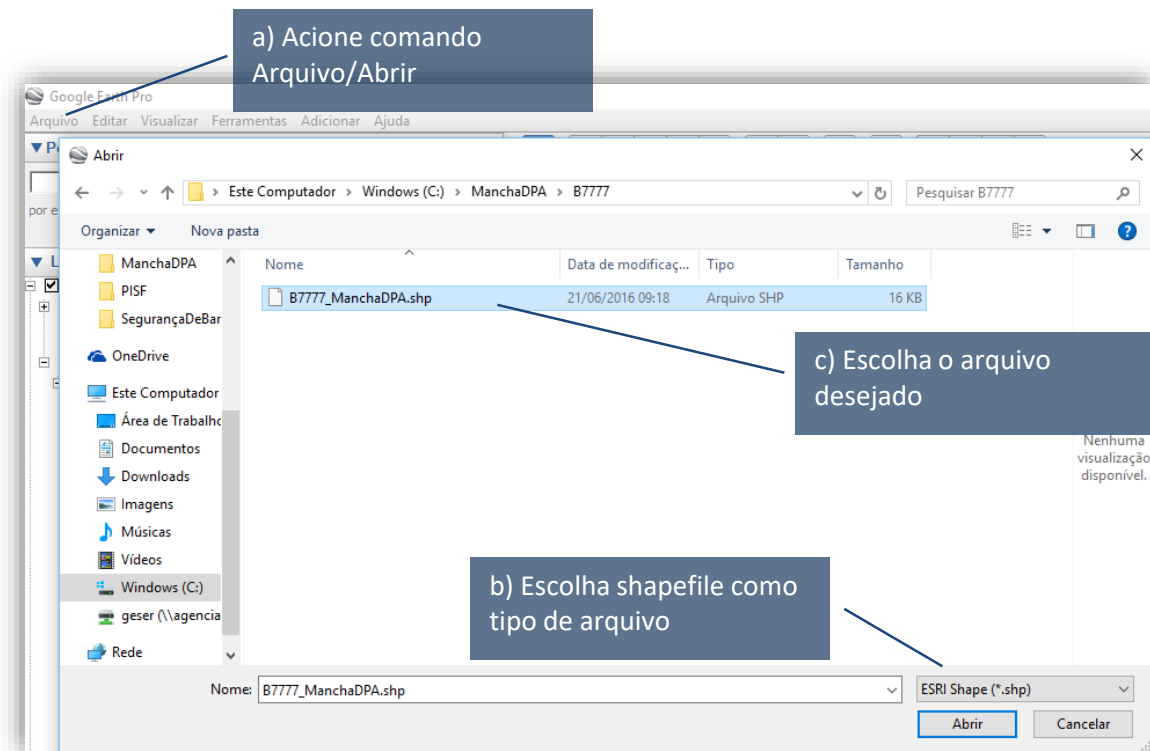 a) Acione comando
Arquivo/Abrir
Google Earth Pro
Arquivo Editar Visualizar Ferramentas Adicionar Ajuda
Abrir
Este Computador > Windows (C:) > ManchaDPA > B7777
Pesquisar B7777
por e
Organizar
Nova pasta
Nome
Data de modificaç...
Tipo
Tamanho
ManchaDPA
PISF
SegurançaDeBar
OneDrive
Este Computador
Área de Trabalho
Documentos
Downloads
Imagens
Músicas
Vídeos
Windows (C:)
geser (\\agencia
Rede
B7777_ManchaDPA.shp 21/06/2016 09:18 Arquivo SHP 16 KB
c) Escolha o arquivo
desejado
Nenhuma
visualização
disponível.
b) Escolha shapefile como
tipo de arquivo
Nome: B7777_ManchaDPA.shp
ESRI Shape (*.shp)
Abrir
Cancelar